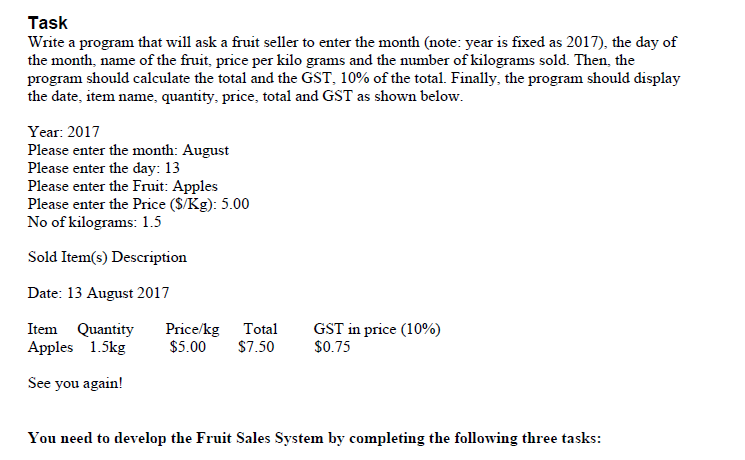 Task
Write a program that will ask a fruit seller to enter the month (note: year is fixed as 2017), the day of
the month, name of the fruit, price per kilo grams and the number of kilograms sold. Then, the
program should calculate the total and the GST, 10% of the total. Finally, the program should display
the date, item name, quantity, price, total and GST as shown below.
Year: 2017
Please enter the month: August
Please enter the day: 13
Please enter the Fruit: Apples
Please enter the Price ($/Kg): 5.00
No of kilograms: 1.5
Sold Item(s) Description
Date: 13 August 2017
Item Quantity Price/kg Total GST in price (10%)
Apples 1.5kg $5.00 $7.50 $0.75
See you again!
You need to develop the Fruit Sales System by completing the following three tasks: